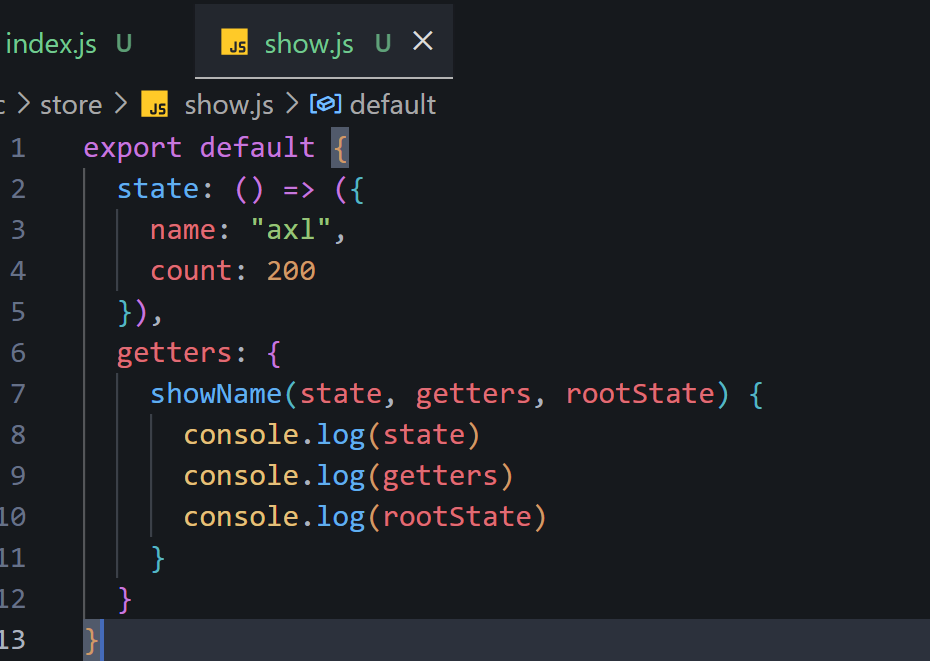 index.js U JS show.js U ×
c > store > JS show.js > default
1 export default {
2   state: () => ({
3     name: "axl",
4     count: 200
5   }),
6   getters: {
7     showName(state, getters, rootState) {
8       console.log(state)
9       console.log(getters)
10       console.log(rootState)
11     }
12   }
13 }